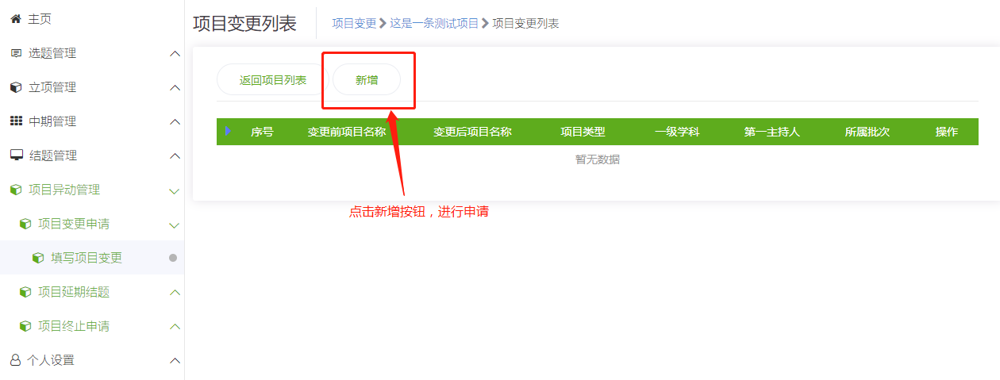 主页
选题管理
立项管理
中期管理
结题管理
项目异动管理
项目变更申请
填写项目变更
项目延期结题
项目终止申请
个人设置
项目变更列表
项目变更 这是一条测试项目 项目变更列表
返回项目列表 新增
序号 变更前项目名称 变更后项目名称 项目类型 一级学科 第一主持人 所属批次 操作
暂无数据
点击新增按钮，进行申请